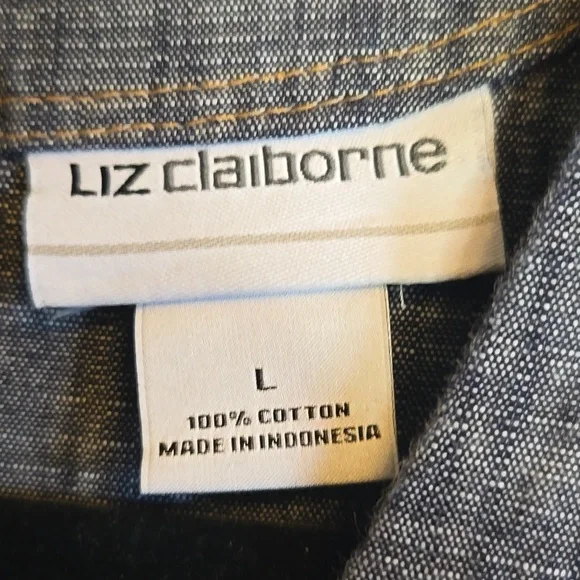 LIZ claiborne
L
100% COTTON
MADE IN INDONESIA